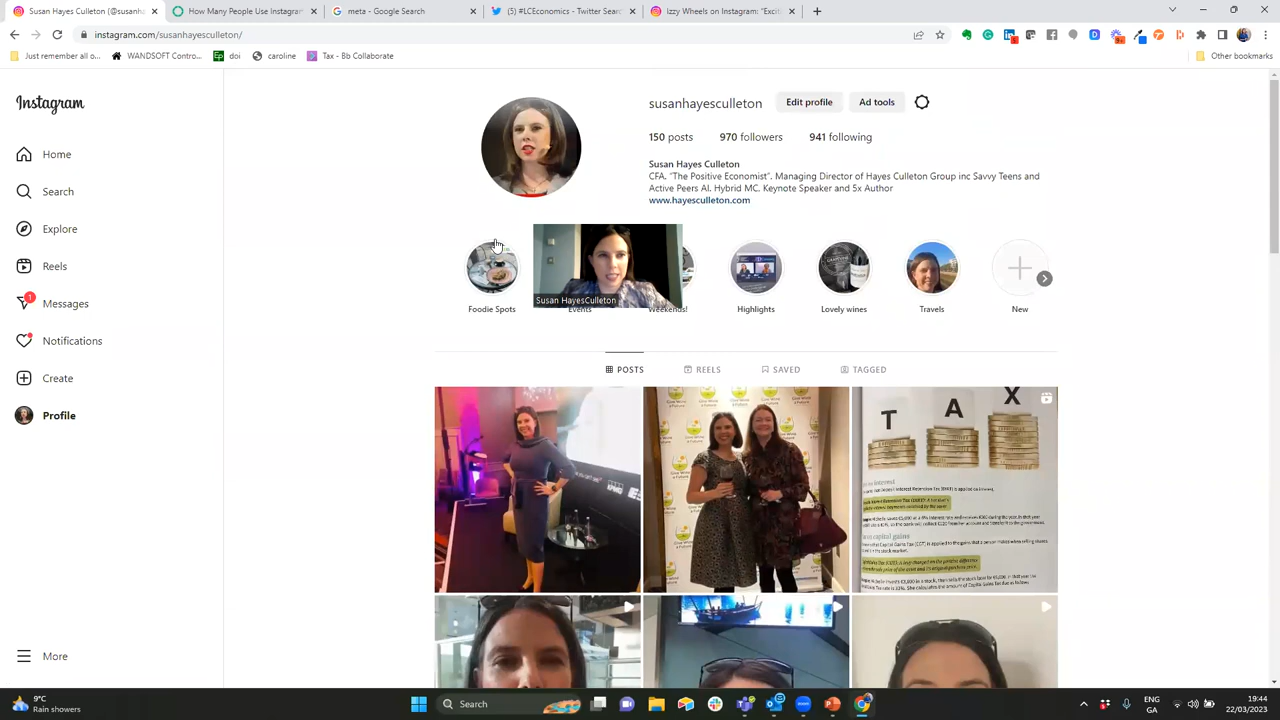 Instagram (@susanhayesculleton) Susan Hayes Culleton (@susanh
How Many People Use Instagram
meta - Google Search
(5) #LCEconomics - Twitter Sear
Izzy Wheels on Instagram: "Excit
instagram.com/susanhayesculleton/
Just remember all o...
WANDSOFT Contro...
doi
caroline
Tax - Bb Collaborate
Other bookmarks
Instagram
Home
Search
Explore
Reels
1
Messages
Notifications
Create
Profile
More
susanhayesculleton
Edit profile
Ad tools
150 posts 970 followers 941 following
Susan Hayes Culleton
CFA, "The Positive Economist". Managing Director of Hayes Culleton Group inc Savvy Teens and
Active Peers AI. Hybrid MC, Keynote Speaker and 5x Author
www.hayesculleton.com
Susan HayesCulleton
Foodie Spots
Events
Weekends!
Highlights
Lovely wines
Travels
New
POSTS
REELS
SAVED
TAGGED
T A X
9°C
Rain showers
Search
ENG
GA
19:44
22/03/2023